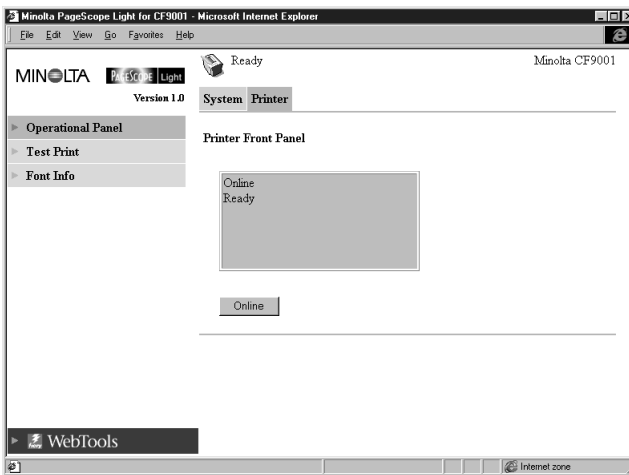 Minolta PageScope Light for CF9001 - Microsoft Internet Explorer
File Edit View Go Favorites Help
MINOLTA PAGESCOPE Light
Version 1.0
Ready
Minolta CF9001
System Printer
Operational Panel
Test Print
Font Info
Printer Front Panel
Online
Ready
Online
WebTools
Internet zone